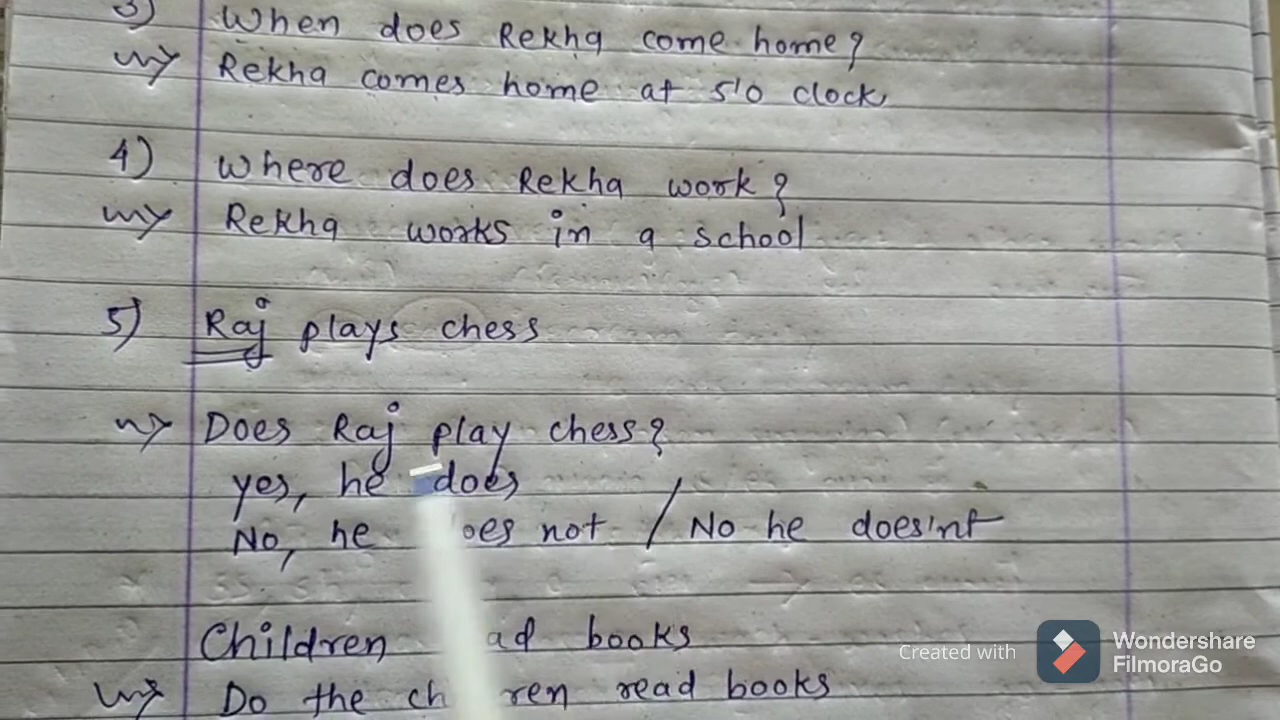 3) When does Rekha come home?
Rekha comes home at 5'o clock
4) Where does Rekha work?
Rekha works in a school
5) Raj plays chess
Does Raj play chess?
yes, he does
No, he oes not / No he does'nt
Children ad books
Do the ch ren read books
Created with Wondershare FilmoraGo